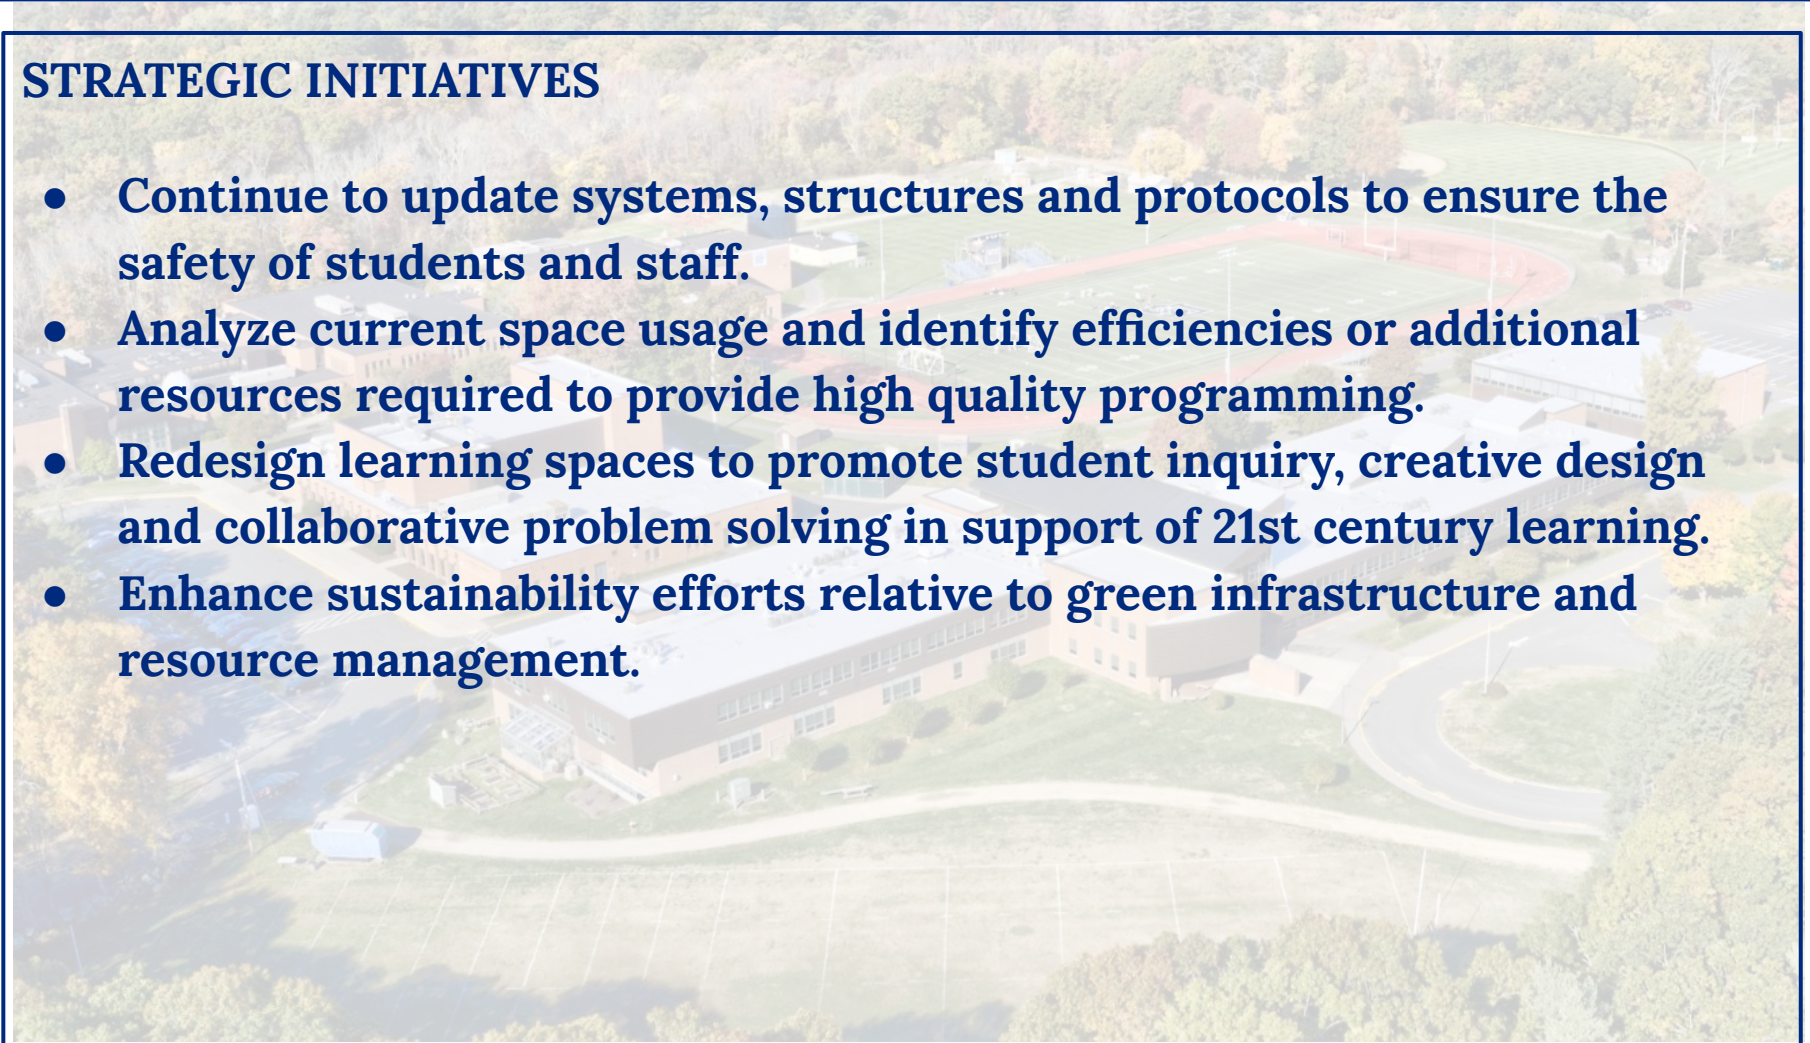 STRATEGIC INITIATIVES
● Continue to update systems, structures and protocols to ensure the
safety of students and staff.
● Analyze current space usage and identify efficiencies or additional
resources required to provide high quality programming.
● Redesign learning spaces to promote student inquiry, creative design
and collaborative problem solving in support of 21st century learning.
● Enhance sustainability efforts relative to green infrastructure and
resource management.